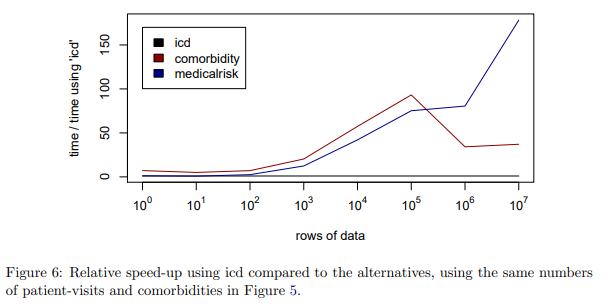 icd
comorbidity
medicalrisk
time / time using 'icd'
150
100
50
0
10^0 10^1 10^2 10^3 10^4 10^5 10^6 10^7
rows of data
Figure 6: Relative speed-up using icd compared to the alternatives, using the same numbers
of patient-visits and comorbidities in Figure 5.